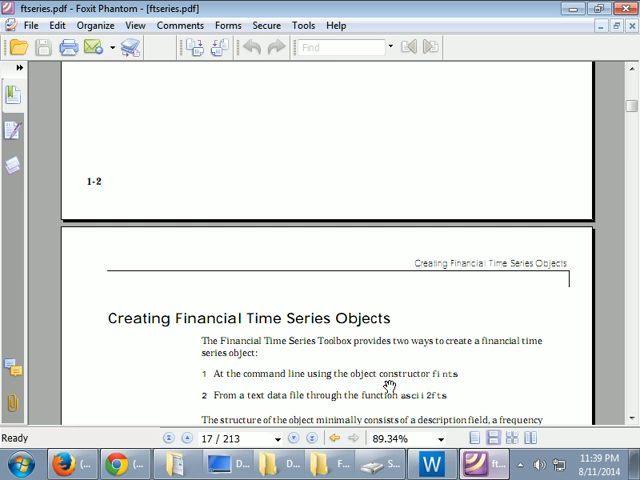 ftseries.pdf - Foxit Phantom - [ftseries.pdf]
File Edit Organize View Comments Forms Secure Tools Help
Find
1-2
Creating Financial Time Series Objects
Creating Financial Time Series Objects
The Financial Time Series Toolbox provides two ways to create a financial time
series object:
1 At the command line using the object constructor fints
2 From a text data file through the function ascii2fts
The structure of the object minimally consists of a description field, a frequency
Ready
17 / 213
89.34%
(... (... D... D... F... S... W ft...
11:39 PM
8/11/2014